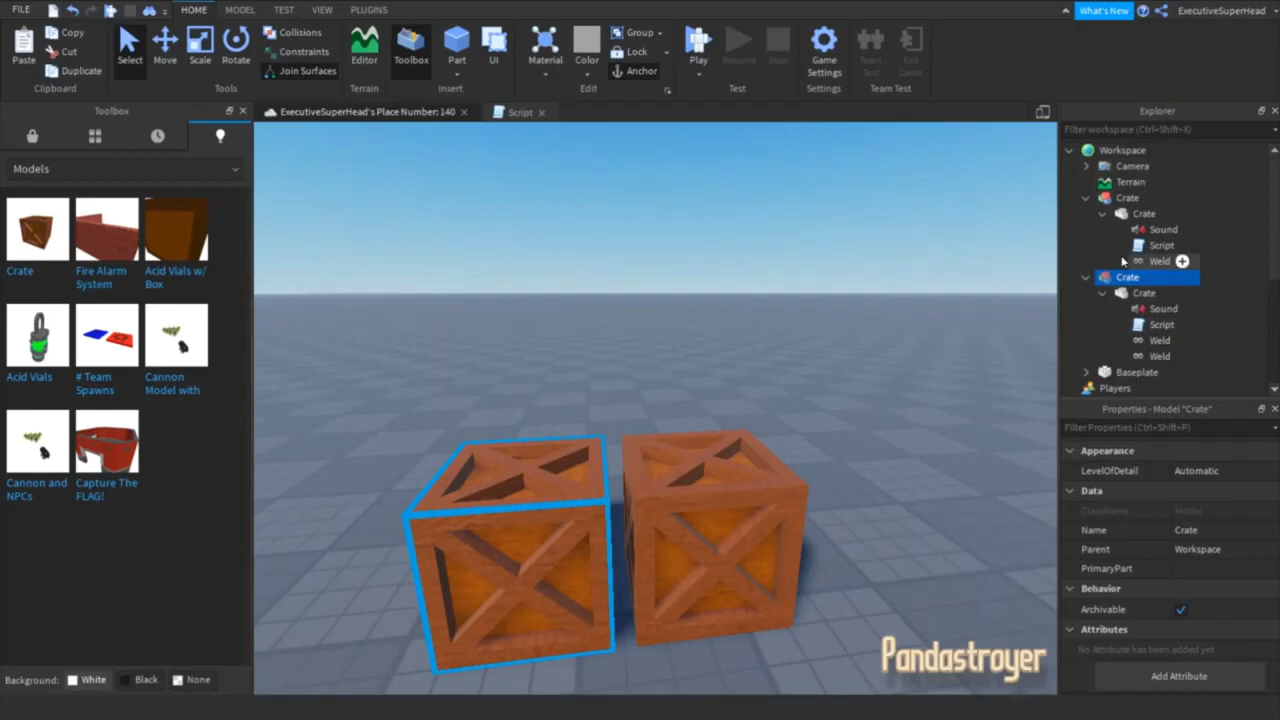 FILE HOME MODEL TEST VIEW PLUGINS What's New ExecutiveSuperHead
Paste Copy Cut Duplicate Clipboard
Select Move Scale Rotate Collisions Constraints Join Surfaces Tools
Editor Terrain
Toolbox Part UI Insert
Material Color Group Lock Anchor Edit
Play Resume Stop Test
Game Settings Settings
Team Test Exit Game Team Test
Toolbox
ExecutiveSuperHead's Place Number: 140
Script
Models
Crate
Fire Alarm System
Acid Vials w/ Box
Acid Vials
# Team Spawns
Cannon Model with
Cannon and NPCs
Capture The FLAG!
Background: White Black None
Pandastroyer
Explorer
Filter workspace (Ctrl+Shift+X)
Workspace
Camera
Terrain
Crate
Crate
Sound
Script
Weld
Crate
Crate
Sound
Script
Weld
Weld
Baseplate
Players
Properties - Model "Crate"
Filter Properties (Ctrl+Shift+P)
Appearance
LevelOfDetail Automatic
Data
ClassName Model
Name Crate
Parent Workspace
PrimaryPart
Behavior
Archivable
Attributes
No Attribute has been added yet
Add Attribute